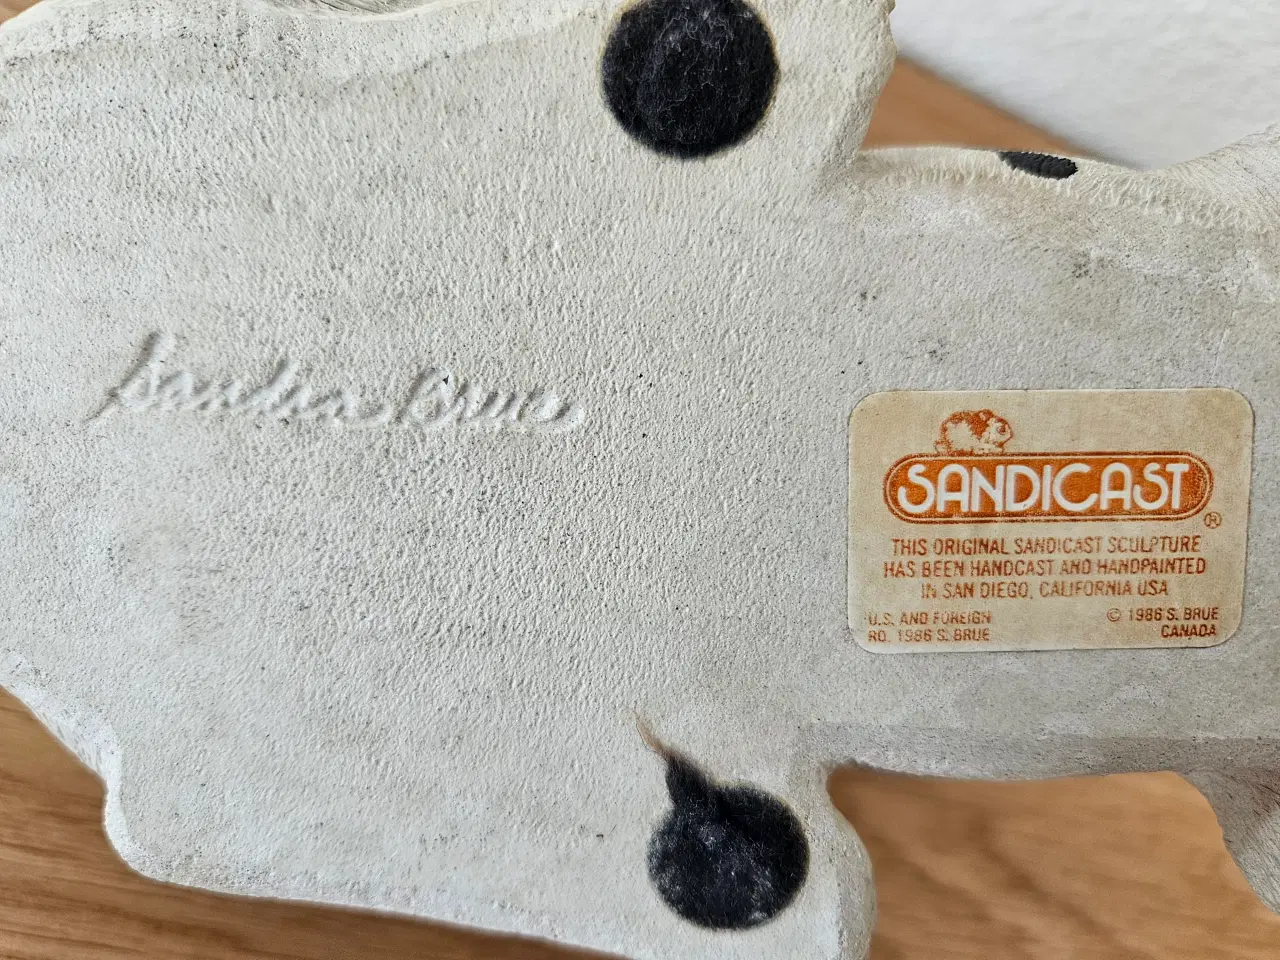 Sandra Brue
SANDICAST
®
THIS ORIGINAL SANDICAST SCULPTURE
HAS BEEN HANDCAST AND HANDPAINTED
IN SAN DIEGO, CALIFORNIA USA
U.S. AND FOREIGN © 1986 S. BRUE
RO. 1986 S. BRUE CANADA